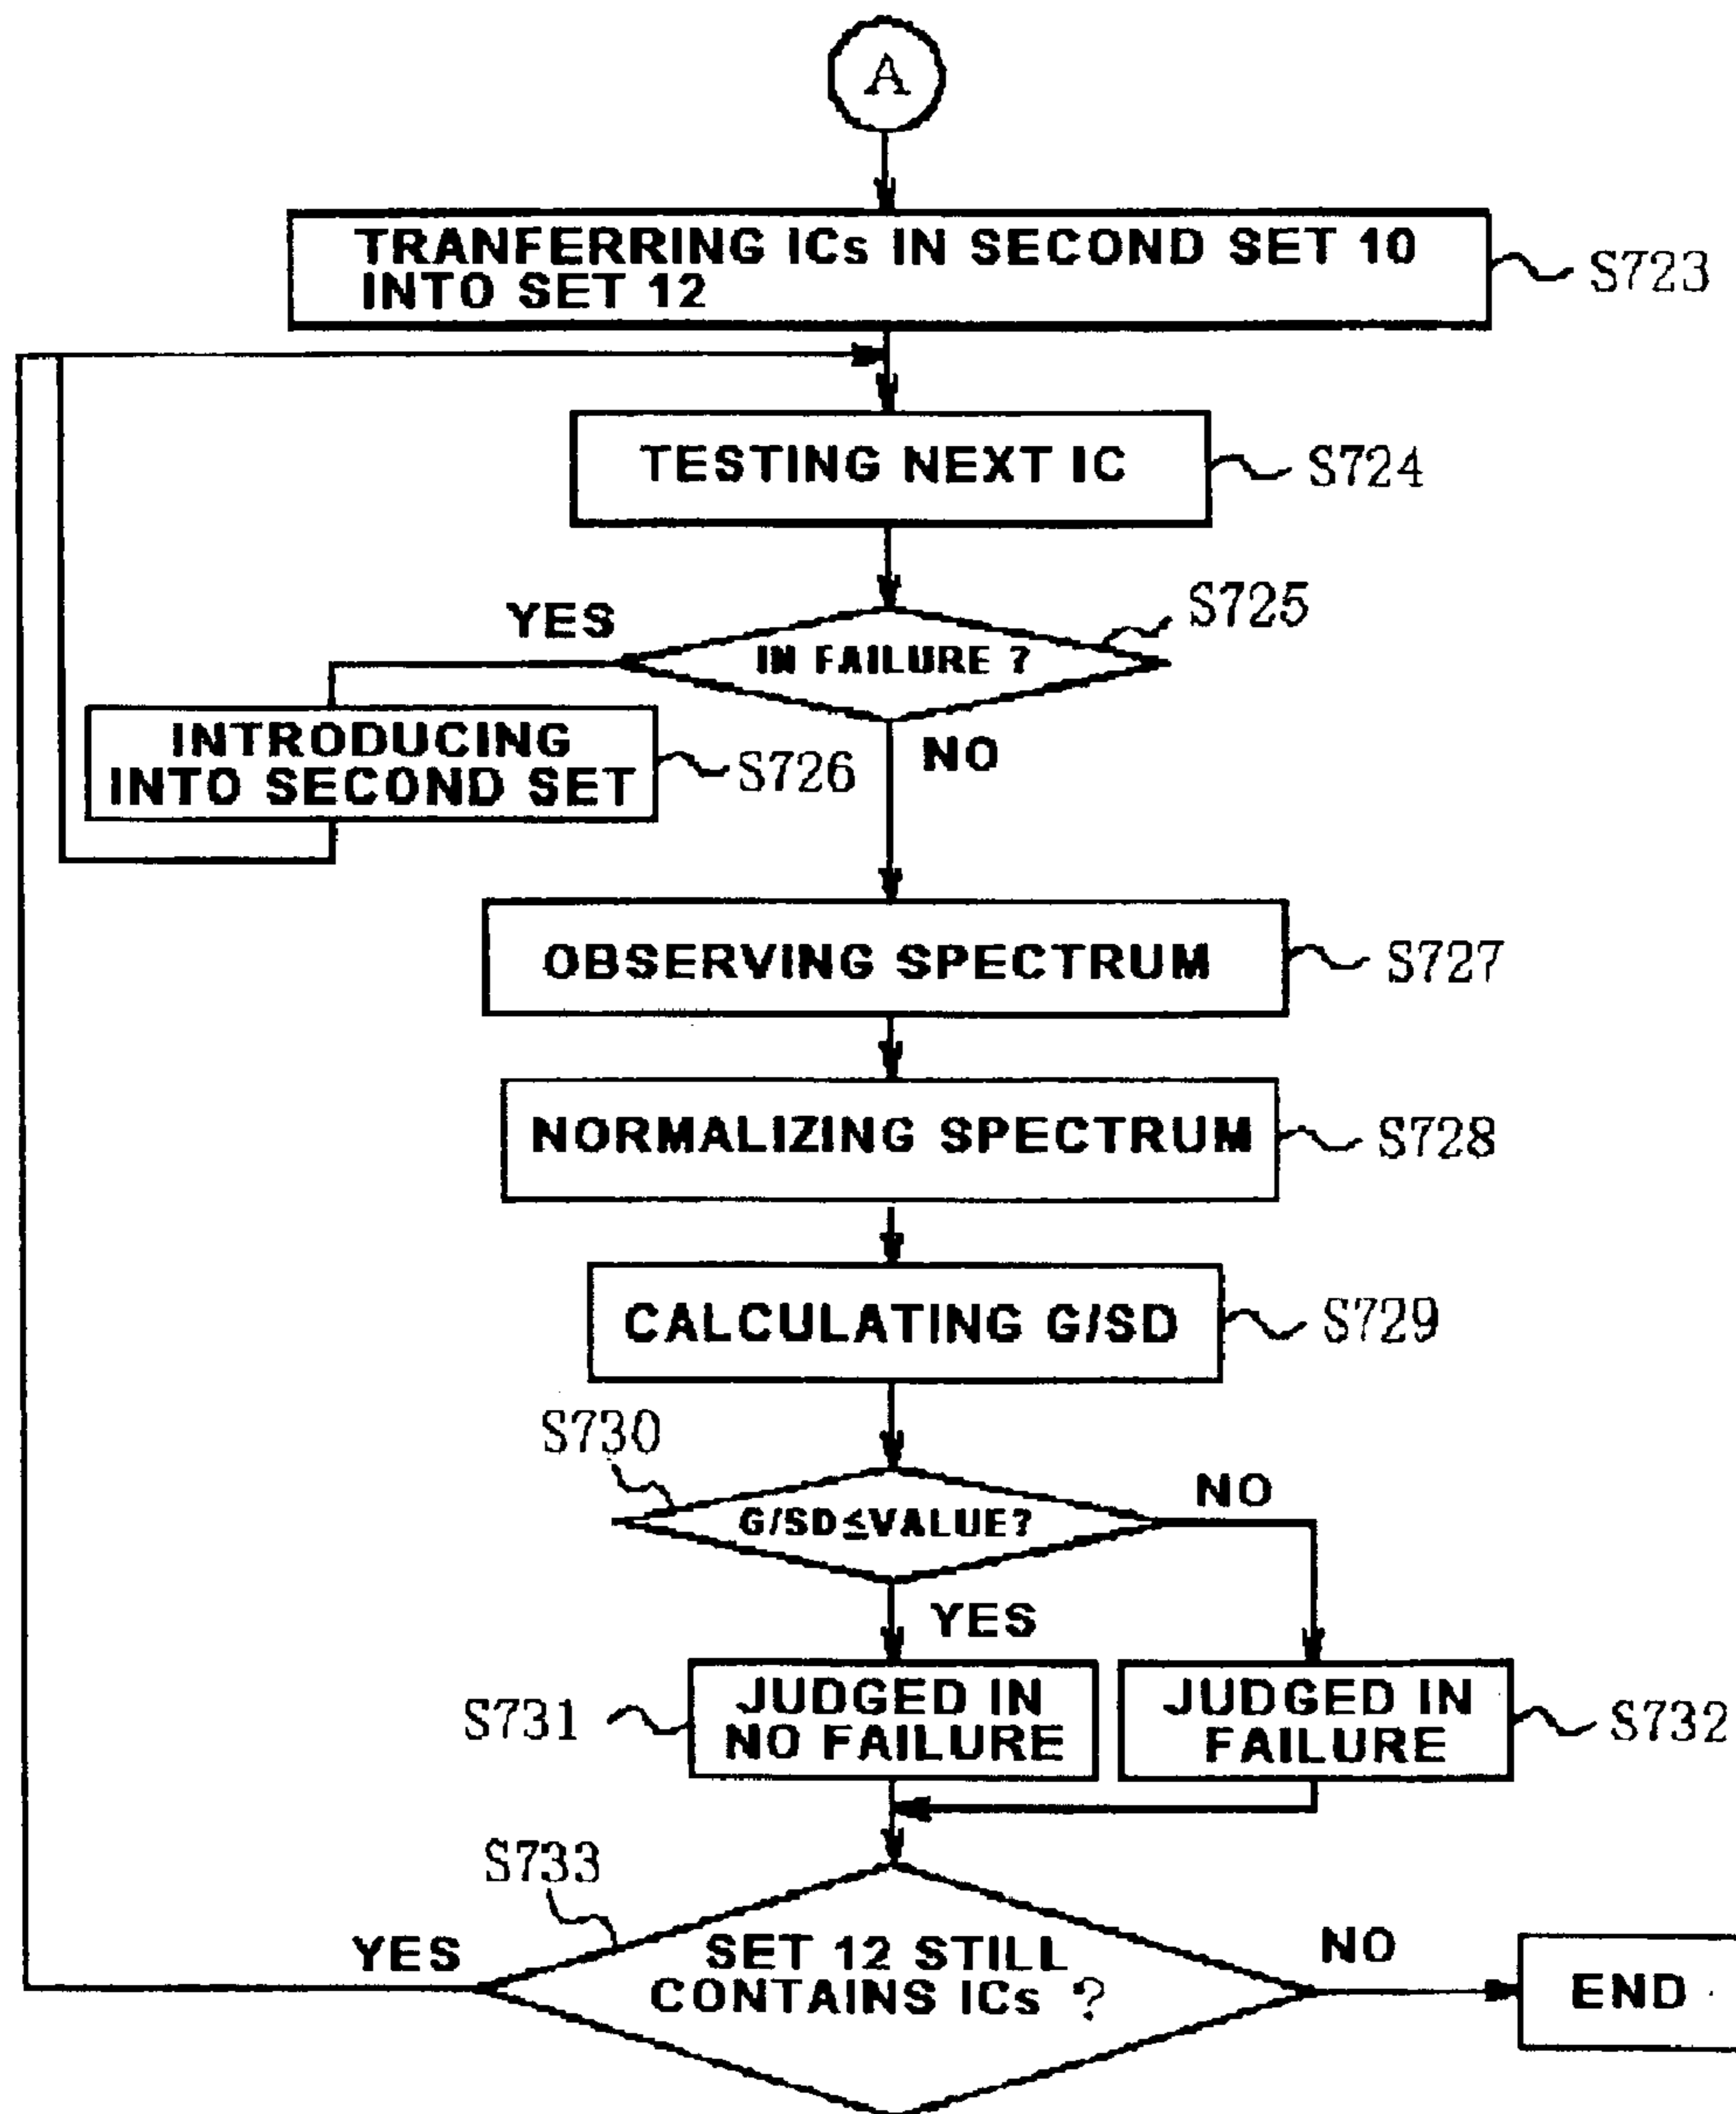 A
TRANFERRING ICs IN SECOND SET 10
INTO SET 12
S723
TESTING NEXT IC
S724
S725
YES
IN FAILURE ?
INTRODUCING
INTO SECOND SET
S726
NO
OBSERVING SPECTRUM
S727
NORMALIZING SPECTRUM
S728
CALCULATING G/SD
S729
S730
NO
G/SD≦VALUE?
YES
JUDGED IN
NO FAILURE
S731
JUDGED IN
FAILURE
S732
S733
YES
SET 12 STILL
CONTAINS ICs ?
NO
END